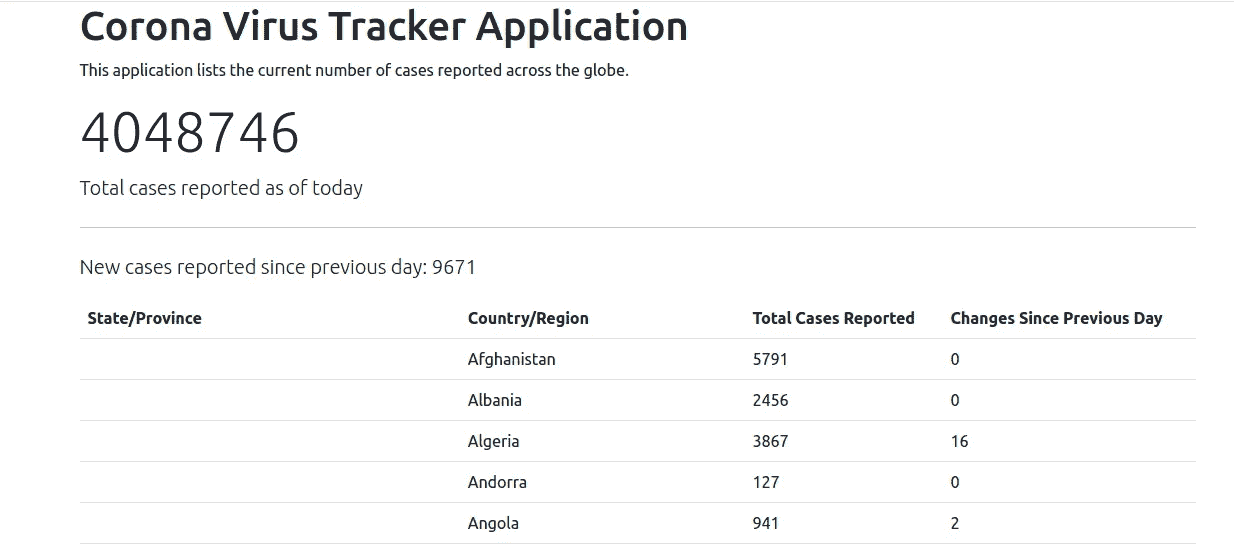 Corona Virus Tracker Application
This application lists the current number of cases reported across the globe.
4048746
Total cases reported as of today
New cases reported since previous day: 9671
State/Province Country/Region Total Cases Reported Changes Since Previous Day
Afghanistan 5791 0
Albania 2456 0
Algeria 3867 16
Andorra 127 0
Angola 941 2